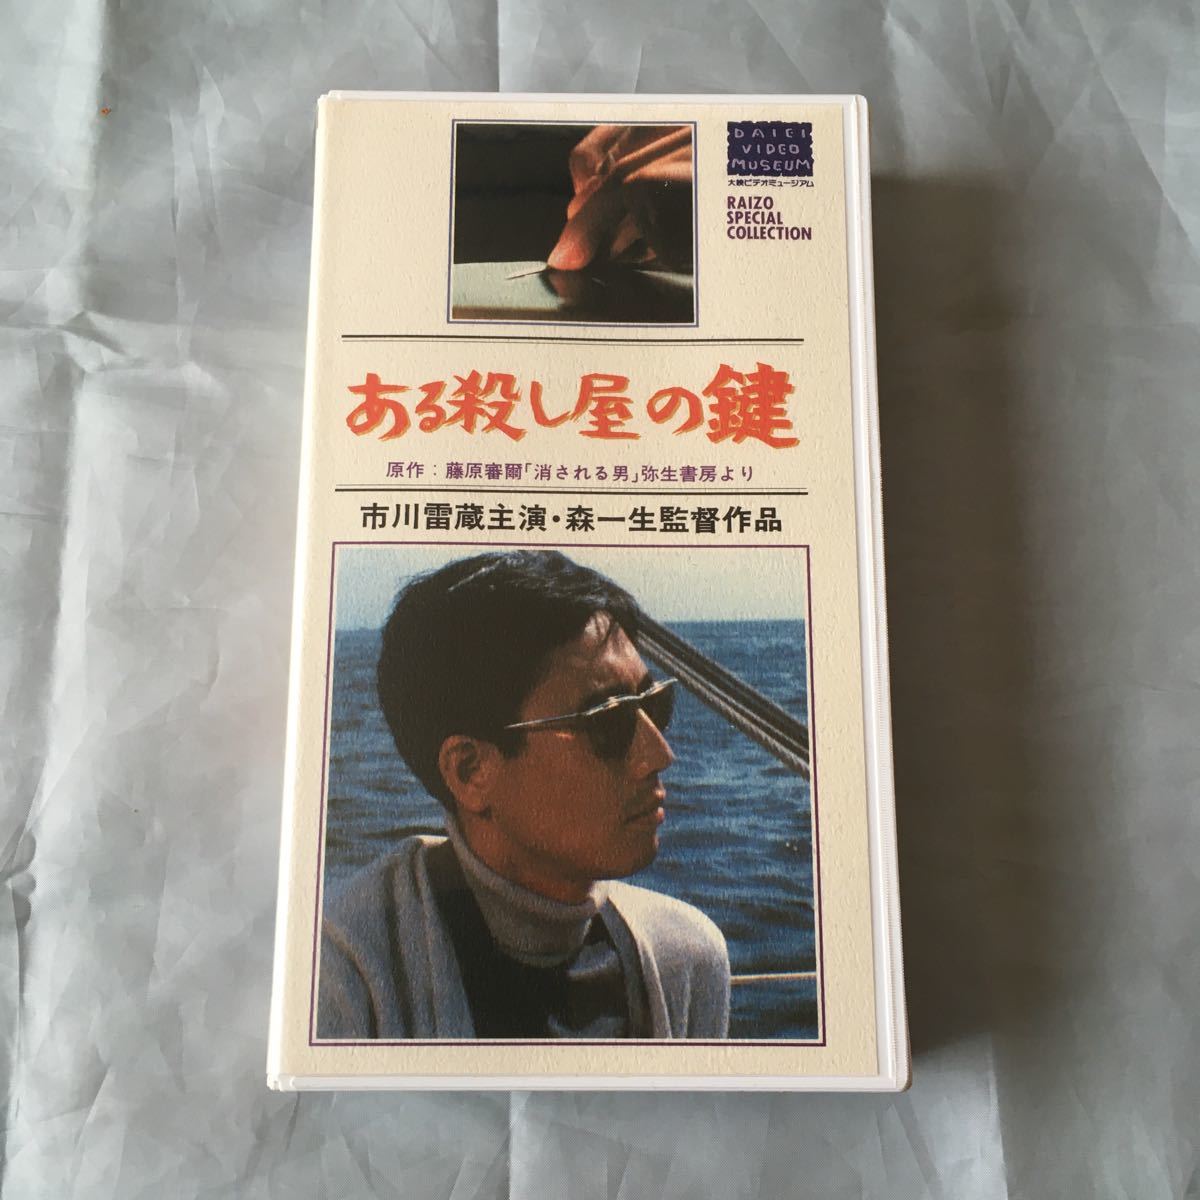 DAIEI
VIDEO
MUSEUM
大映ビデオミュージアム
RAIZO
SPECIAL
COLLECTION
ある殺し屋の鍵
原作：藤原審爾「消される男」弥生書房より
市川雷蔵主演・森一生監督作品